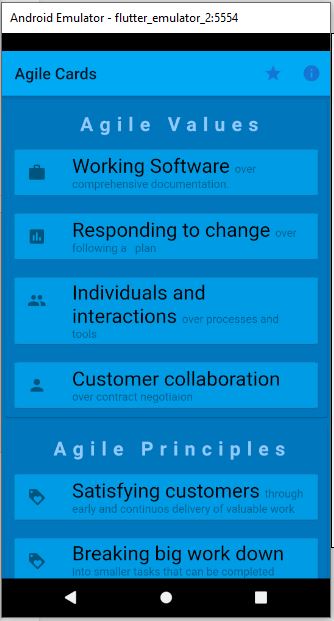 Android Emulator - flutter_emulator_2:5554
Agile Cards
Agile Values
Working Software over
comprehensive documentation.
Responding to change over
following a plan
Individuals and
interactions over processes and
tools
Customer collaboration
over contract negotiaion
Agile Principles
Satisfying customers through
early and continuos delivery of valuable work
Breaking big work down
into smaller tasks that can be completed